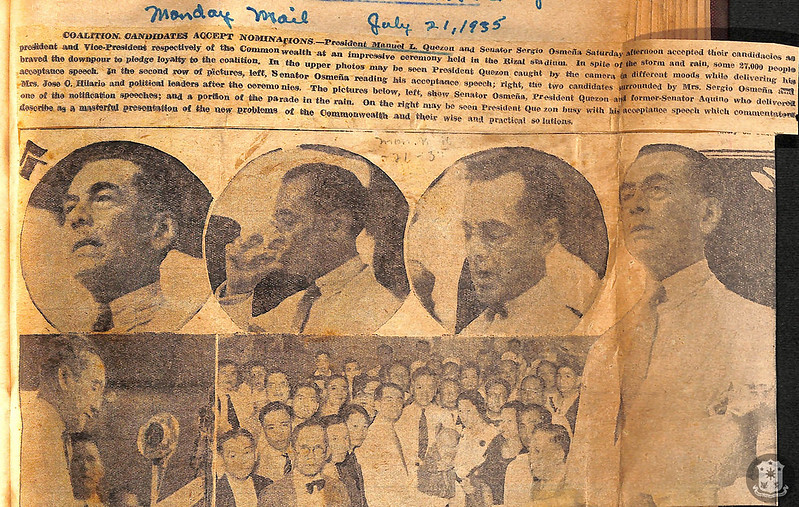 Monday Mail July 21, 1935
COALITION CANDIDATES ACCEPT NOMINATIONS.—President Manuel L. Quezon and Senator Sergio Osmeña Saturday afternoon accepted their candidacies as
president and Vice-President respectively of the Commonwealth at an impressive ceremony held in the Rizal stadium. In spite of the storm and rain, some 27,000 people
braved the downpour to pledge loyalty to the coalition. In the upper photos may be seen President Quezon caught by the camera in different moods while delivering his
acceptance speech. In the second row of pictures, left, Senator Osmeña reading his acceptance speech; right, the two candidates surrounded by Mrs. Sergio Osmeña and
Mrs. Jose O. Hilario and political leaders after the ceremonies. The pictures below, left, show Senator Osmeña, President Quezon and former-Senator Aquino who delivered
one of the notification speeches; and a portion of the parade in the rain. On the right may be seen President Quezon busy with his acceptance speech which commentators
describe as a masterful presentation of the new problems of the Commonwealth and their wise and practical solutions.